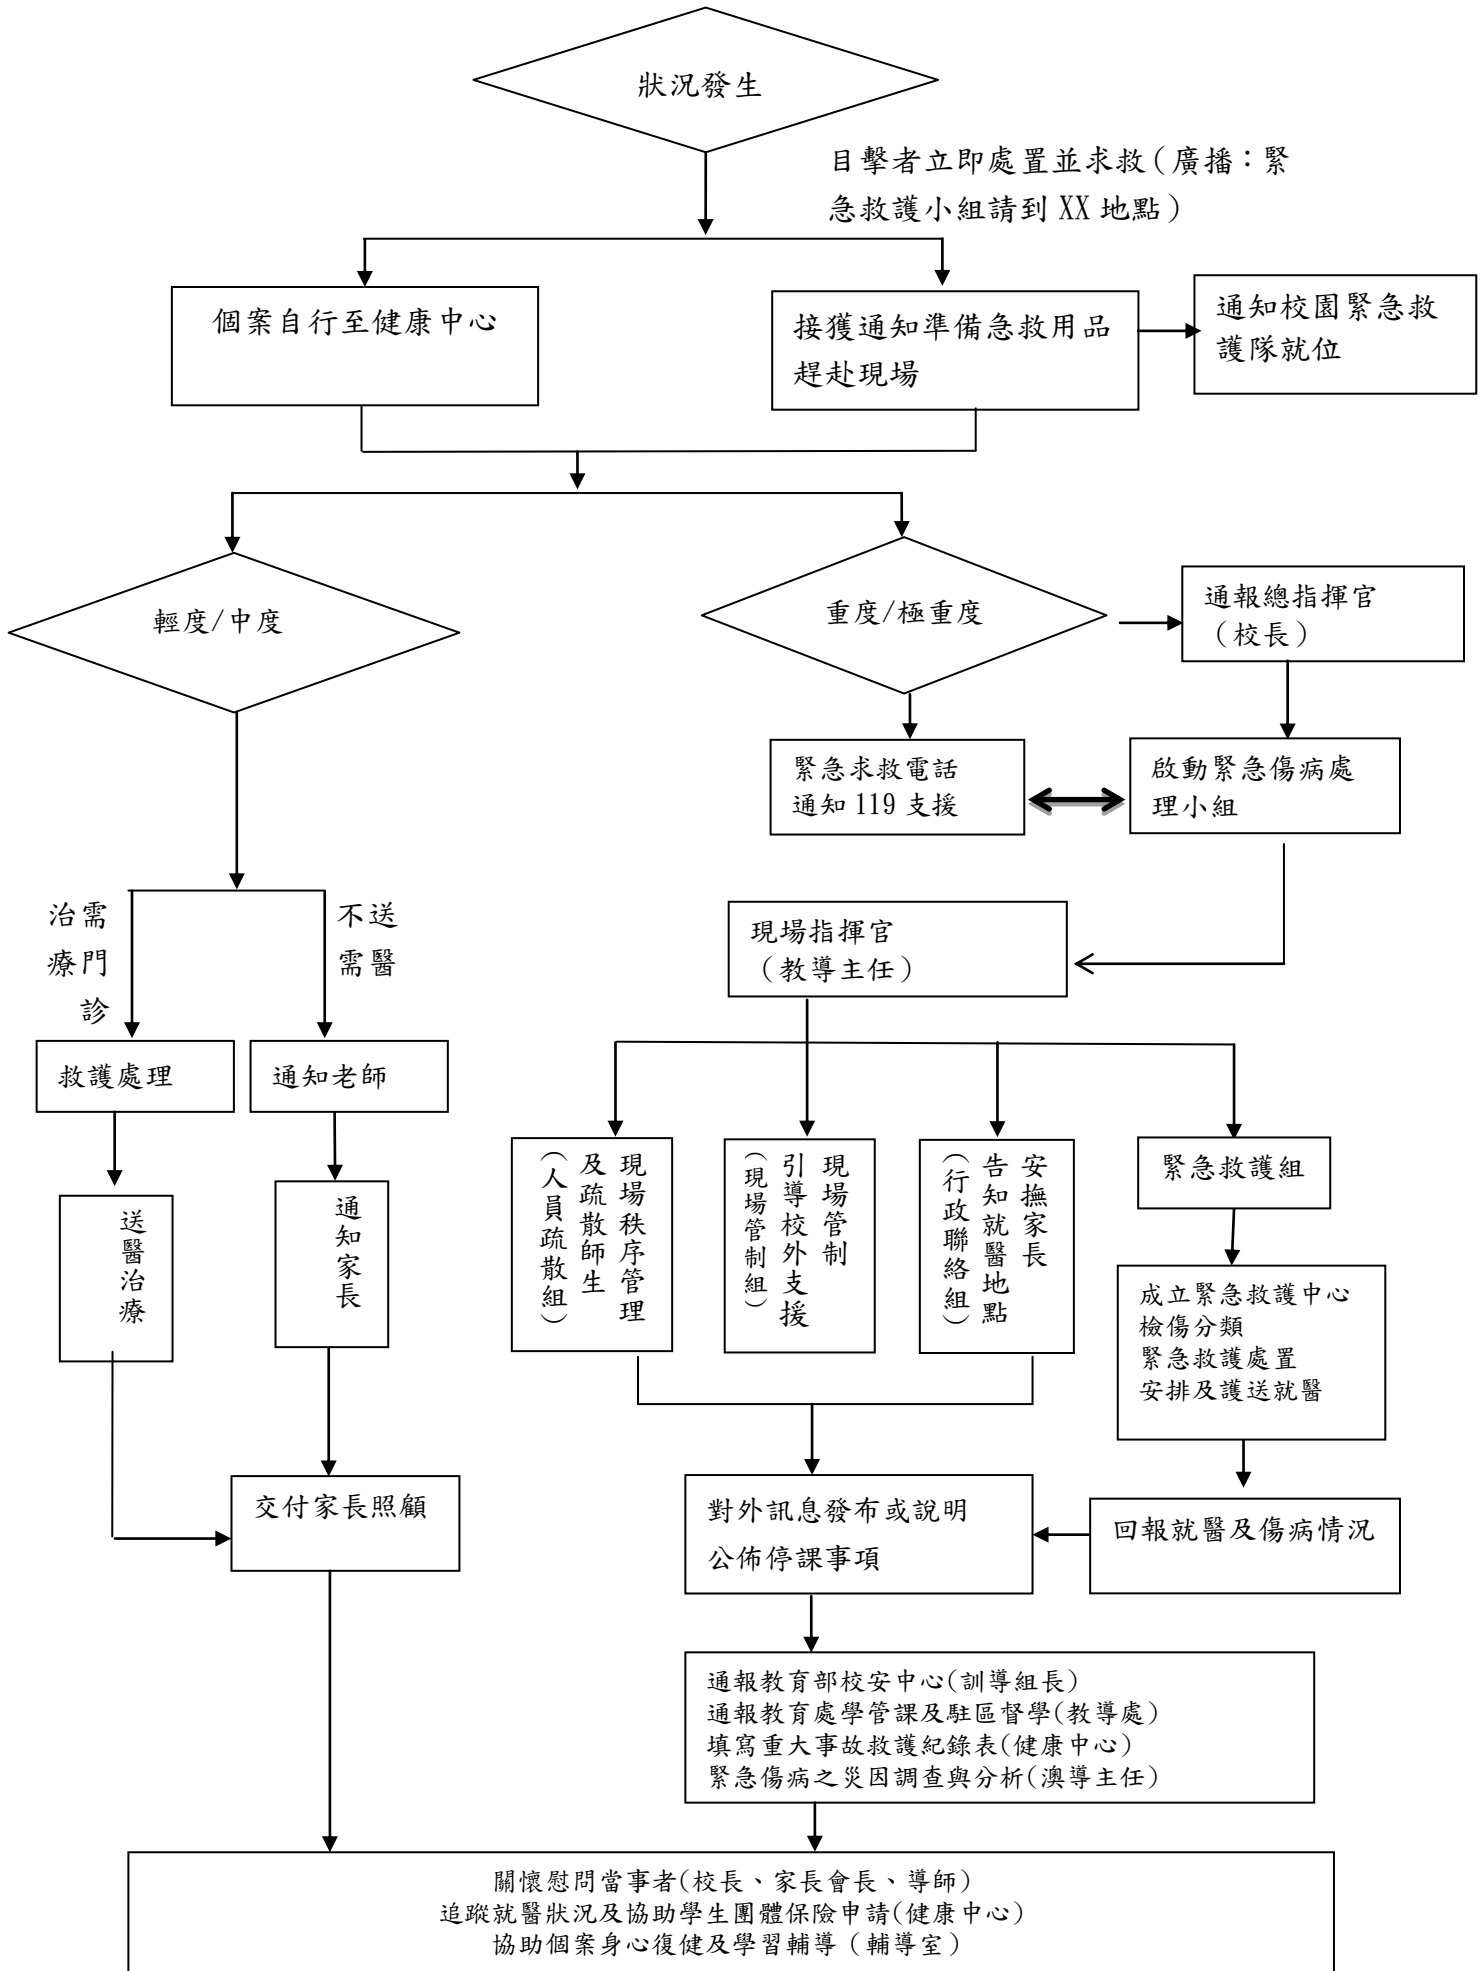 狀況發生
目擊者立即處置並求救（廣播：緊
急救護小組請到 XX 地點）
個案自行至健康中心
接獲通知準備急救用品
趕赴現場
通知校園緊急救
護隊就位
輕度/中度
重度/極重度
通報總指揮官
（校長）
緊急求救電話
通知 119 支援
啟動緊急傷病處
理小組
治需
療門
診
不送
需醫
現場指揮官
（教導主任）
救護處理
通知老師
送醫治療
通知家長
現場秩序管理
及疏散師生
（人員疏散組）
現場管制
引導校外支援
（現場管制組）
安撫家長
告知就醫地點
（行政聯絡組）
緊急救護組
成立緊急救護中心
檢傷分類
緊急救護處置
安排及護送就醫
交付家長照顧
對外訊息發布或說明
公佈停課事項
回報就醫及傷病情況
通報教育部校安中心(訓導組長)
通報教育處學管課及駐區督學(教導處)
填寫重大事故救護紀錄表(健康中心)
緊急傷病之災因調查與分析(澳導主任)
關懷慰問當事者(校長、家長會長、導師)
追蹤就醫狀況及協助學生團體保險申請(健康中心)
協助個案身心復健及學習輔導（輔導室）